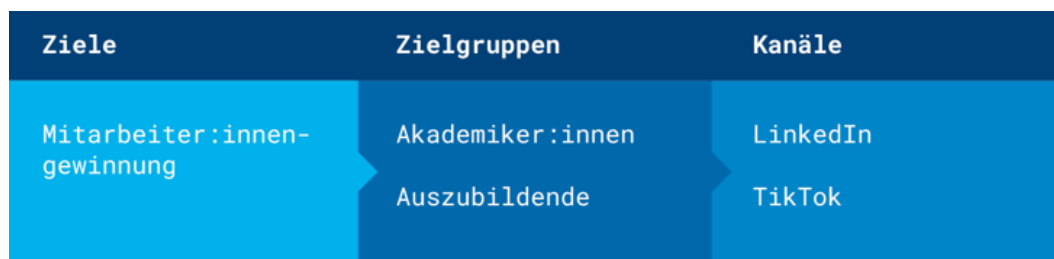 Ziele
Zielgruppen
Kanäle
Mitarbeiter:innen-
gewinnung
Akademiker:innen
Auszubildende
LinkedIn
TikTok